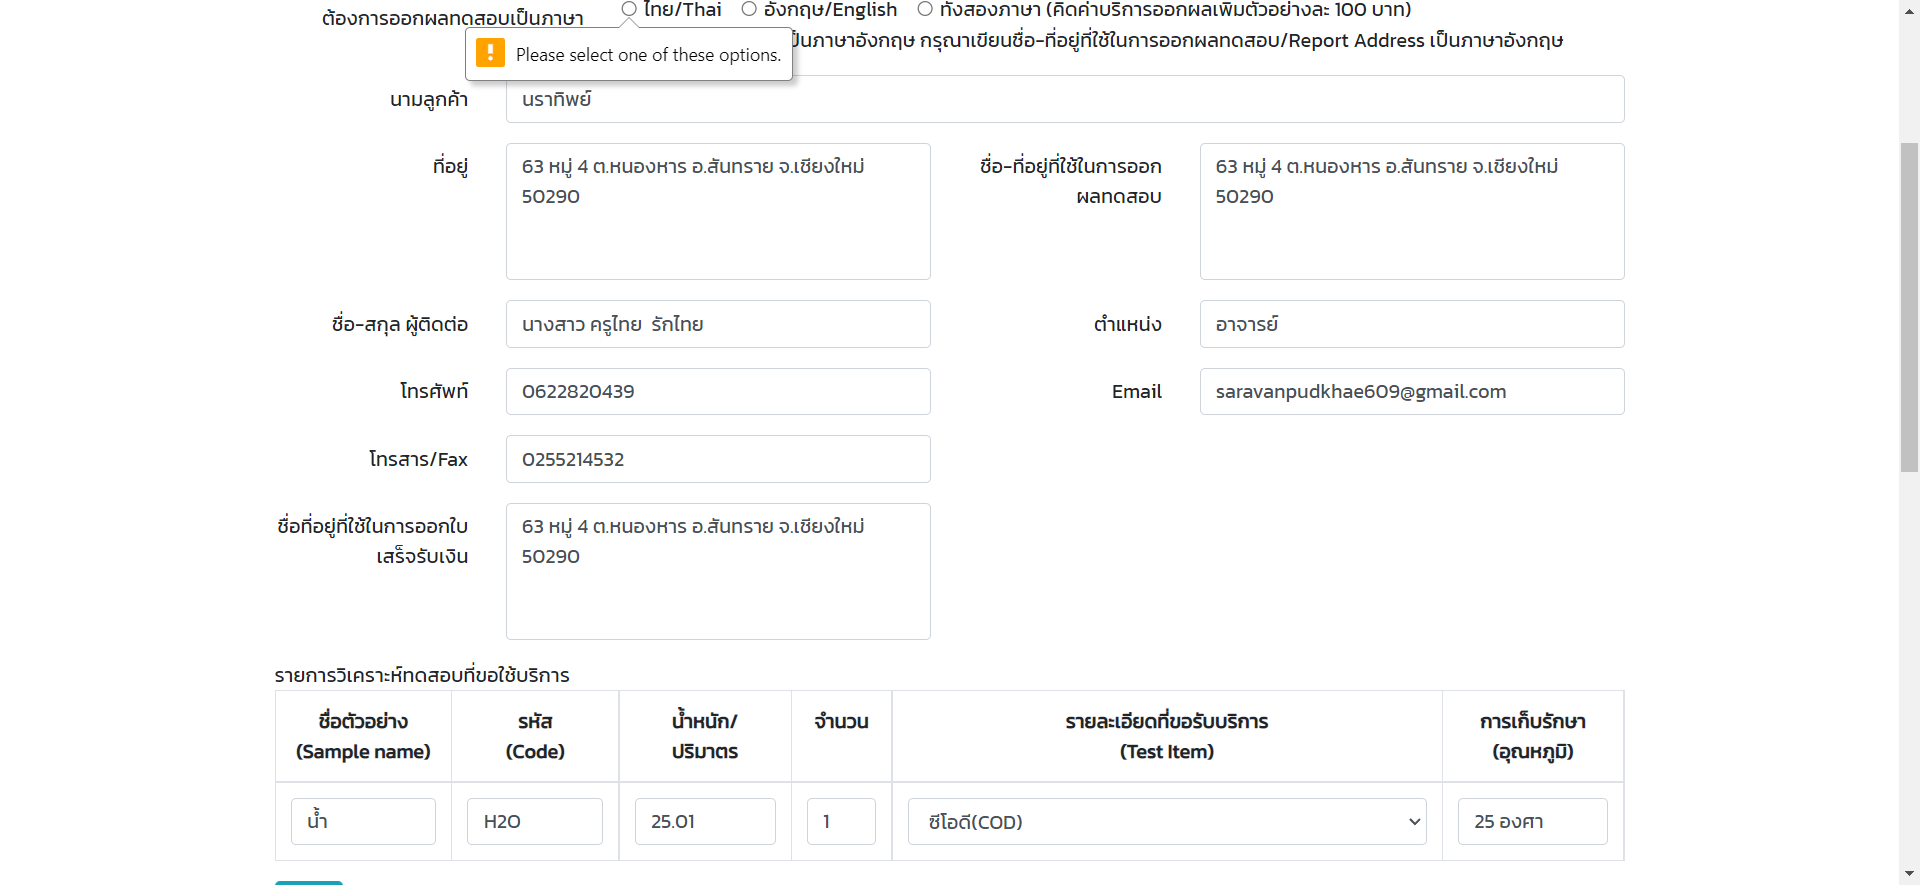 ต้องการออกผลทดสอบเป็นภาษา
ไทย/Thai อังกฤษ/English ทั้งสองภาษา (คิดค่าบริการออกผลเพิ่มตัวอย่างละ 100 บาท)
Please select one of these options.
เป็นภาษาอังกฤษ กรุณาเขียนชื่อ-ที่อยู่ที่ใช้ในการออกผลทดสอบ/Report Address เป็นภาษาอังกฤษ
นามลูกค้า
นราทิพย์
ที่อยู่
63 หมู่ 4 ต.หนองหาร อ.สันทราย จ.เชียงใหม่
50290
ชื่อ-ที่อยู่ที่ใช้ในการออก
ผลทดสอบ
63 หมู่ 4 ต.หนองหาร อ.สันทราย จ.เชียงใหม่
50290
ชื่อ-สกุล ผู้ติดต่อ
นางสาว ครูไทย รักไทย
ตำแหน่ง
อาจารย์
โทรศัพท์
0622820439
Email
saravanpudkhae609@gmail.com
โทรสาร/Fax
0255214532
ชื่อที่อยู่ที่ใช้ในการออกใบ
เสร็จรับเงิน
63 หมู่ 4 ต.หนองหาร อ.สันทราย จ.เชียงใหม่
50290
รายการวิเคราะห์ทดสอบที่ขอใช้บริการ
ชื่อตัวอย่าง
(Sample name)
รหัส
(Code)
น้ำหนัก/
ปริมาตร
จำนวน
รายละเอียดที่ขอรับบริการ
(Test Item)
การเก็บรักษา
(อุณหภูมิ)
น้ำ
H2O
25.01
1
ซีโอดี(COD)
25 องศา